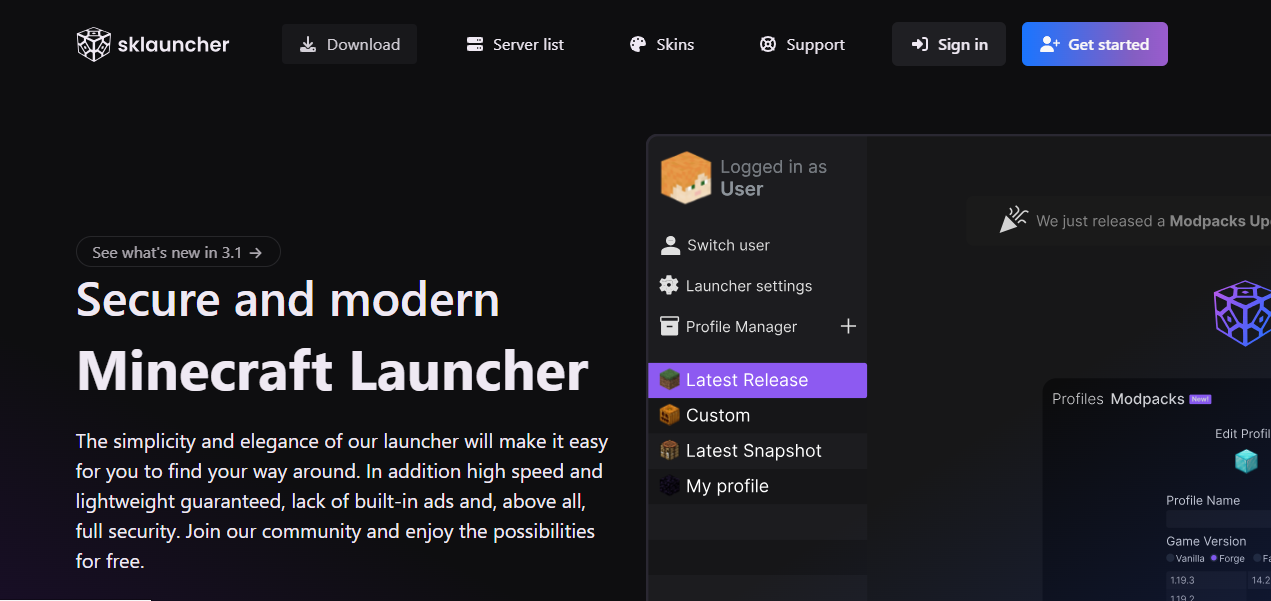 sklauncher
Download
Server list
Skins
Support
Sign in
Get started
See what's new in 3.1 →
Secure and modern
Minecraft Launcher
The simplicity and elegance of our launcher will make it easy
for you to find your way around. In addition high speed and
lightweight guaranteed, lack of built-in ads and, above all,
full security. Join our community and enjoy the possibilities
for free.
Logged in as
User
Switch user
Launcher settings
Profile Manager +
Latest Release
Custom
Latest Snapshot
My profile
We just released a Modpacks
Profiles Modpacks New!
Edit
Profile Name
Game Version
Vanilla Forge
1.19.3
1.19.2